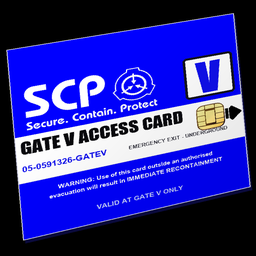 SCP
V
Secure. Contain. Protect
GATE V ACCESS CARD
EMERGENCY EXIT - UNDERGROUND
05-0591326-GATEV
WARNING: Use of this card outside an authorised
evacuation will result in IMMEDIATE RECONTAINMENT
VALID AT GATE V ONLY